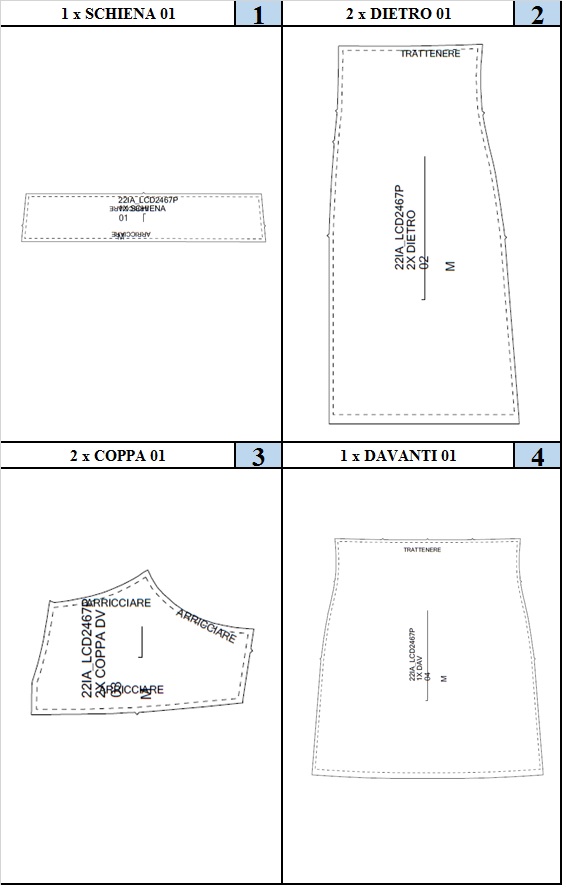 1 x SCHIENA 01
1
2 x DIETRO 01
2
22IA_LCD2467P
1X SCHIENA
ARRICCIARE
01
M
ARRICCIARE
TRATTENERE
22IA_LCD2467P
2X DIETRO
02
M
2 x COPPA 01
3
1 x DAVANTI 01
4
ARRICCIARE
ARRICCIARE
22IA_LCD2467P
2X COPPA DV
03
M
ARRICCIARE
TRATTENERE
22IA_LCD2467P
1X DAV
04
M